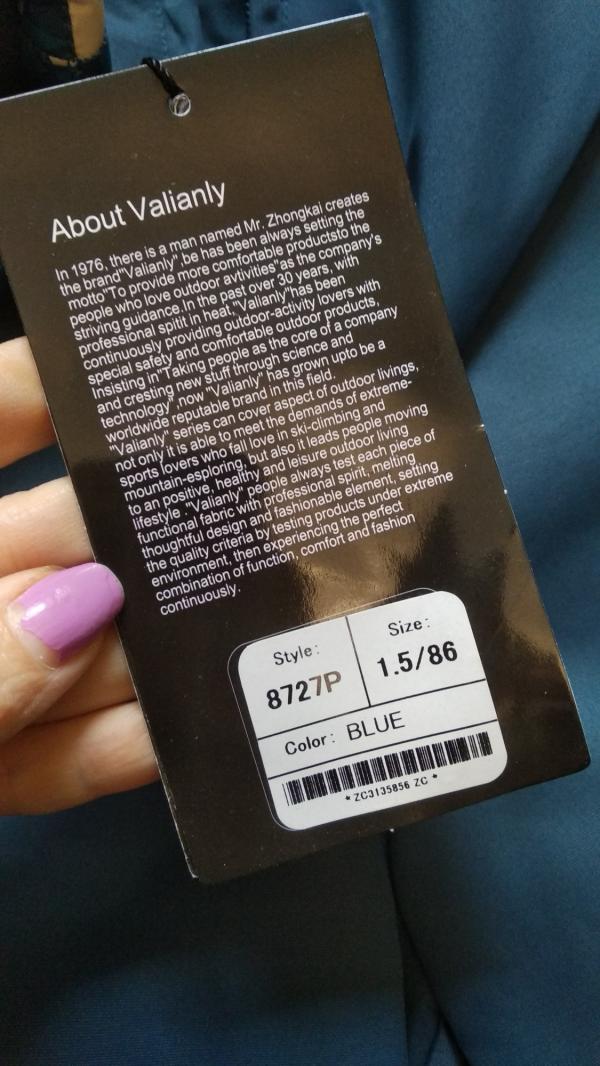 About Valianly
In 1976, there is a man named Mr. Zhongkai creates
the brand"Valianly",be has been always setting the
motto"To provide more comfortable productsto the
people who love outdoor avtivities"as the company's
striving guidance.In the past over 30 years, with
professional spitit in heat,"Valianly"has been
continuously providing outdoor-activity lovers with
special safety and comfortable outdoor products,
Insisting in"Taking people as the core of a company
and cresting new stuff through science and
technology",now "Valianly" has grown upto be a
worldwide reputable brand in this field.
"Valianly" series can cover aspect of outdoor livings,
not only it is able to meet the demands of extreme-
sports lovers who fall love in ski-climbing and
mountain-esploring, but also it leads people moving
to an positive, healthy and leisure outdoor living
lifestyle. "Valianly" people always test each piece of
functional fabric with professional spirit, melting
thoughtful design and fashionable element, setting
the quality criteria by testing products under extreme
environment, then experiencing the perfect
combination of function, comfort and fashion
continuously.
Style:
8727P
Size:
1.5/86
Color: BLUE
*ZC3135856 ZC*